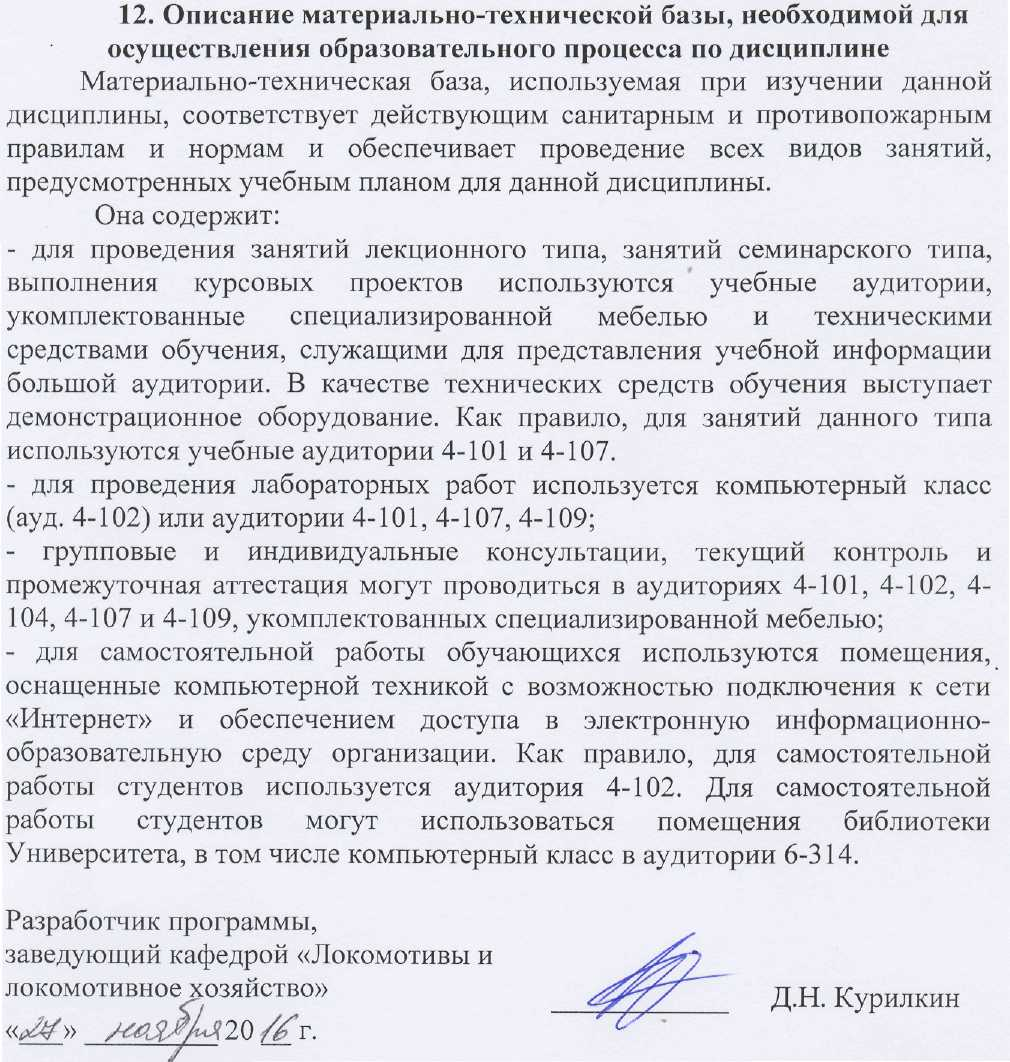 12. Описание материально-технической базы, необходимой для
осуществления образовательного процесса по дисциплине
Материально-техническая база, используемая при изучении данной
дисциплины, соответствует действующим санитарным и противопожарным
правилам и нормам и обеспечивает проведение всех видов занятий,
предусмотренных учебным планом для данной дисциплины.
Она содержит:
- для проведения занятий лекционного типа, занятий семинарского типа,
выполнения курсовых проектов используются учебные аудитории,
укомплектованные специализированной мебелью и техническими
средствами обучения, служащими для представления учебной информации
большой аудитории. В качестве технических средств обучения выступает
демонстрационное оборудование. Как правило, для занятий данного типа
используются учебные аудитории 4-101 и 4-107.
- для проведения лабораторных работ используется компьютерный класс
(ауд. 4-102) или аудитории 4-101, 4-107, 4-109;
- групповые и индивидуальные консультации, текущий контроль и
промежуточная аттестация могут проводиться в аудиториях 4-101, 4-102, 4-
104, 4-107 и 4-109, укомплектованных специализированной мебелью;
- для самостоятельной работы обучающихся используются помещения,
оснащенные компьютерной техникой с возможностью подключения к сети
«Интернет» и обеспечением доступа в электронную информационно-
образовательную среду организации. Как правило, для самостоятельной
работы студентов используется аудитория 4-102. Для самостоятельной
работы студентов могут использоваться помещения библиотеки
Университета, в том числе компьютерный класс в аудитории 6-314.
Разработчик программы,
заведующий кафедрой «Локомотивы и
локомотивное хозяйство» Д.Н. Курилкин
«27» ноября 2016 г.